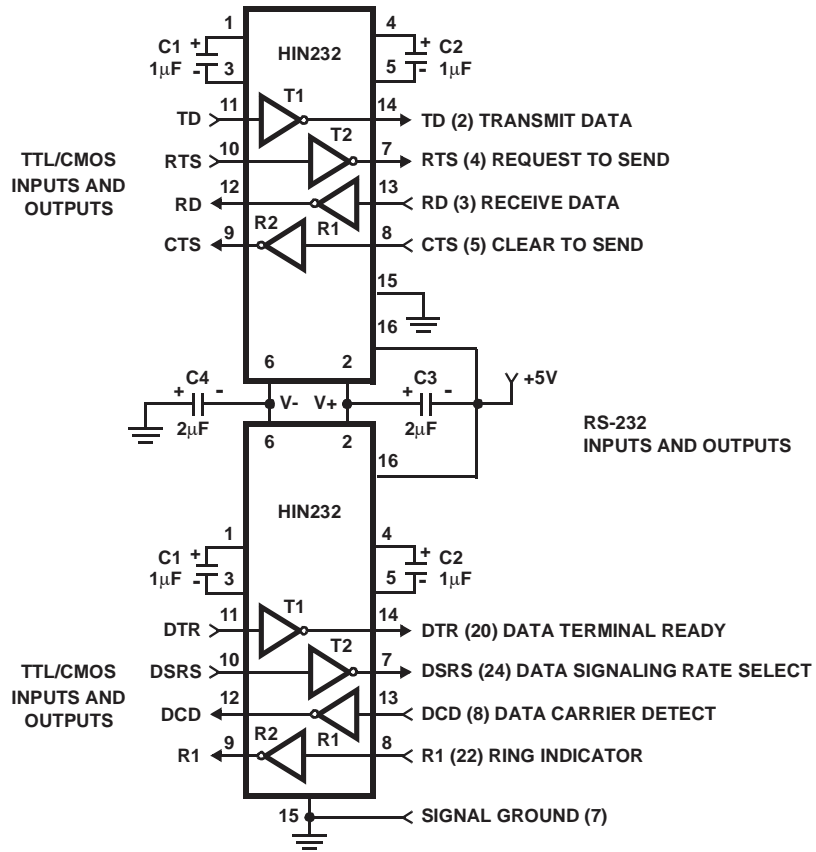 1 4
C1 + HIN232 + C2
1μF - 3 5 - 1μF
11 T1 14
TD TD (2) TRANSMIT DATA
10 T2 7
TTL/CMOS
INPUTS AND
OUTPUTS
RTS RTS (4) REQUEST TO SEND
12 13
RD R1 RD (3) RECEIVE DATA
9 R2 8
CTS CTS (5) CLEAR TO SEND
15
16
6 2
C4 C3 +5V
+ - V- V+ + -
2μF 2μF
6 2
RS-232
INPUTS AND OUTPUTS
16
HIN232
1 4
C1 + + C2
1μF - 3 5 - 1μF
11 T1 14
DTR DTR (20) DATA TERMINAL READY
10 T2 7
TTL/CMOS
INPUTS AND
OUTPUTS
DSRS DSRS (24) DATA SIGNALING RATE SELECT
12 13
DCD R1 DCD (8) DATA CARRIER DETECT
9 R2 8
R1 R1 (22) RING INDICATOR
15 SIGNAL GROUND (7)